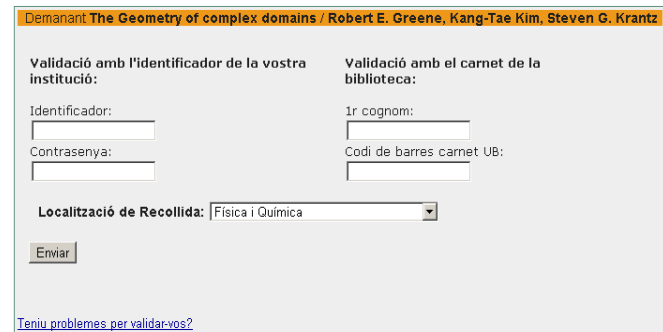 Demanant The Geometry of complex domains / Robert E. Greene, Kang-Tae Kim, Steven G. Krantz
Validació amb l'identificador de la vostra
institució:
Identificador:
Contrasenya:
Validació amb el carnet de la
biblioteca:
1r cognom:
Codi de barres carnet UB:
Localització de Recollida: Física i Química
Enviar
Teniu problemes per validar-vos?